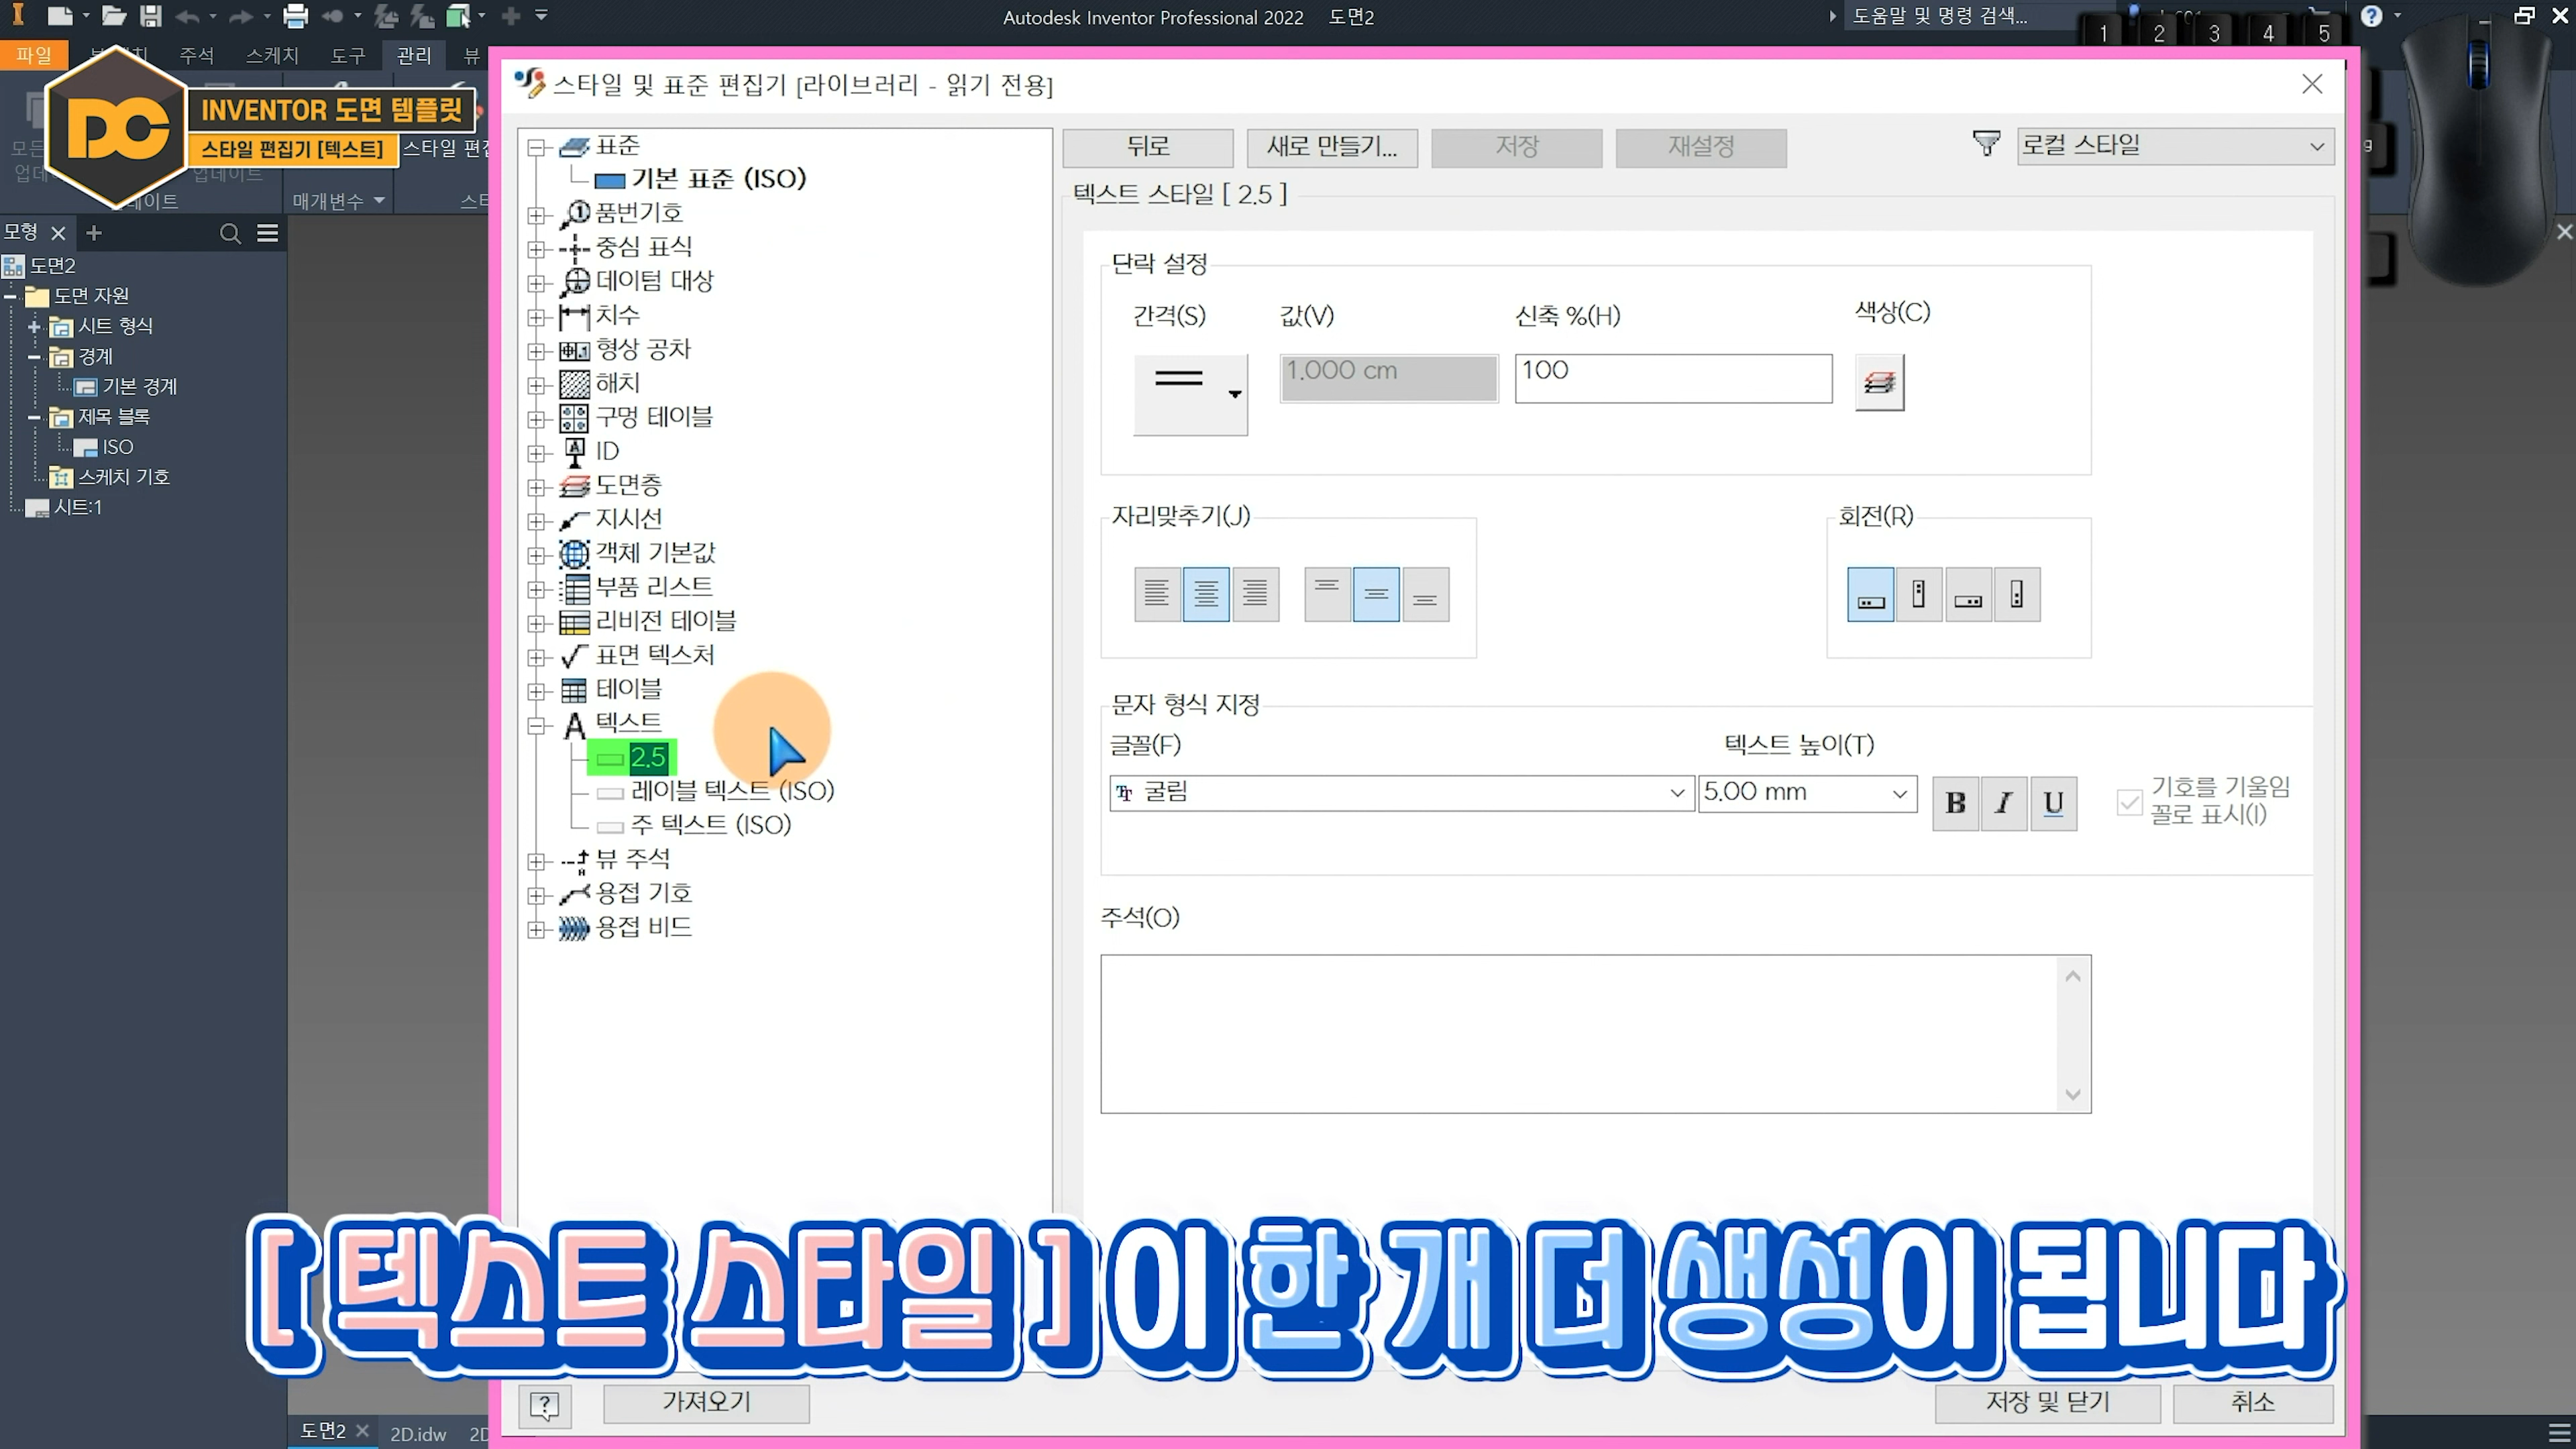 Autodesk Inventor Professional 2022 도면2
도움말 및 명령 검색...
1 2 3 4 5
파일 주석 스케치 도구 관리 뷰
INVENTOR 도면 템플릿
스타일 편집기 [텍스트]
매개변수
모형
도면2
도면 자원
시트 형식
경계
기본 경계
제목 블록
ISO
스케치 기호
시트:1
스타일 및 표준 편집기 [라이브러리 - 읽기 전용]
표준
기본 표준 (ISO)
품번기호
중심 표식
데이텀 대상
치수
형상 공차
해치
구멍 테이블
ID
도면층
지시선
객체 기본값
부품 리스트
리비전 테이블
표면 텍스처
테이블
텍스트
2.5
레이블 텍스트 (ISO)
주 텍스트 (ISO)
뷰 주석
용접 기호
용접 비드
뒤로 새로 만들기... 저장 재설정 로컬 스타일
텍스트 스타일 [ 2.5 ]
단락 설정
간격(S) 값(V) 신축 %(H) 색상(C)
1.000 cm 100
자리맞추기(J) 회전(R)
문자 형식 지정
글꼴(F) 텍스트 높이(T)
굴림 5.00 mm B I U
기호를 기울임
꼴로 표시(I)
주석(O)
[ 텍스트 스타일 ] 이 한 개 더 생성이 됩니다
가져오기 저장 및 닫기 취소
도면2 2D.idw